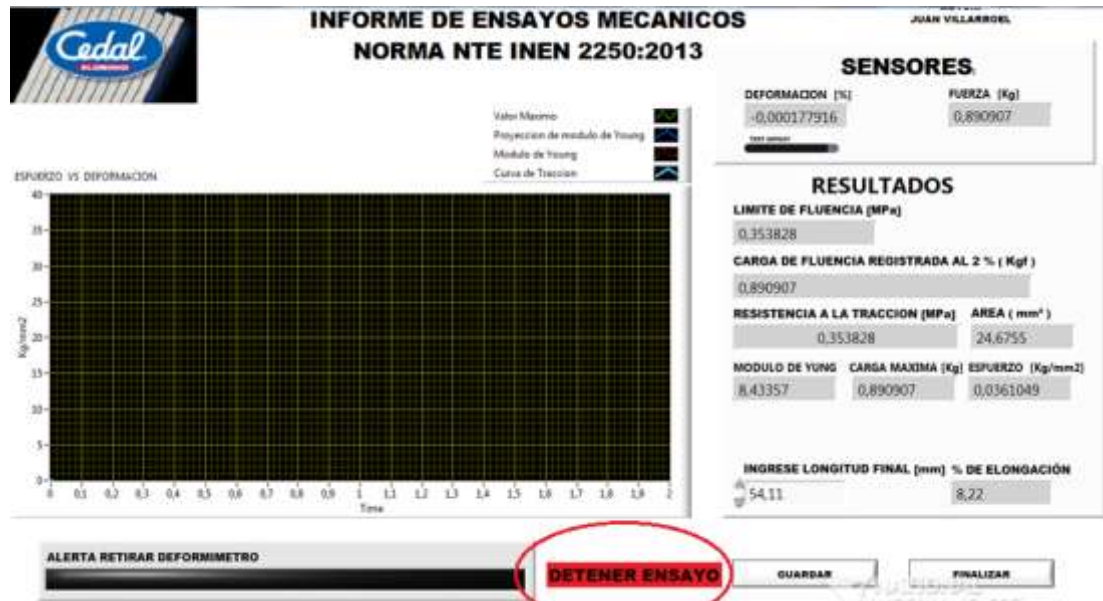 Cedal
ALUMINIO
INFORME DE ENSAYOS MECANICOS
NORMA NTE INEN 2250:2013
JUAN VILLARROEL
SENSORES
DEFORMACION [%]
FUERZA [Kg]
-0,000177916
0,890907
Valor Maximo
Proyeccion de modulo de Young
Modulo de Young
Curva de Traccion
ESFUERZO VS DEFORMACION
Kg/mm2
40
35
30
25
20
15
10
5
0
0 0,1 0,2 0,3 0,4 0,5 0,6 0,7 0,8 0,9 1 1,1 1,2 1,3 1,4 1,5 1,6 1,7 1,8 1,9 2
Time
RESULTADOS
LIMITE DE FLUENCIA [MPa]
0,353828
CARGA DE FLUENCIA REGISTRADA AL 2 % ( Kgf )
0,890907
RESISTENCIA A LA TRACCION [MPa] AREA ( mm² )
0,353828 24,6755
MODULO DE YUNG CARGA MAXIMA [Kg] ESFUERZO [Kg/mm2]
8,43357 0,890907 0,0361049
INGRESE LONGITUD FINAL [mm] % DE ELONGACIÓN
54,11 8,22
ALERTA RETIRAR DEFORMIMETRO
DETENER ENSAYO
GUARDAR
FINALIZAR